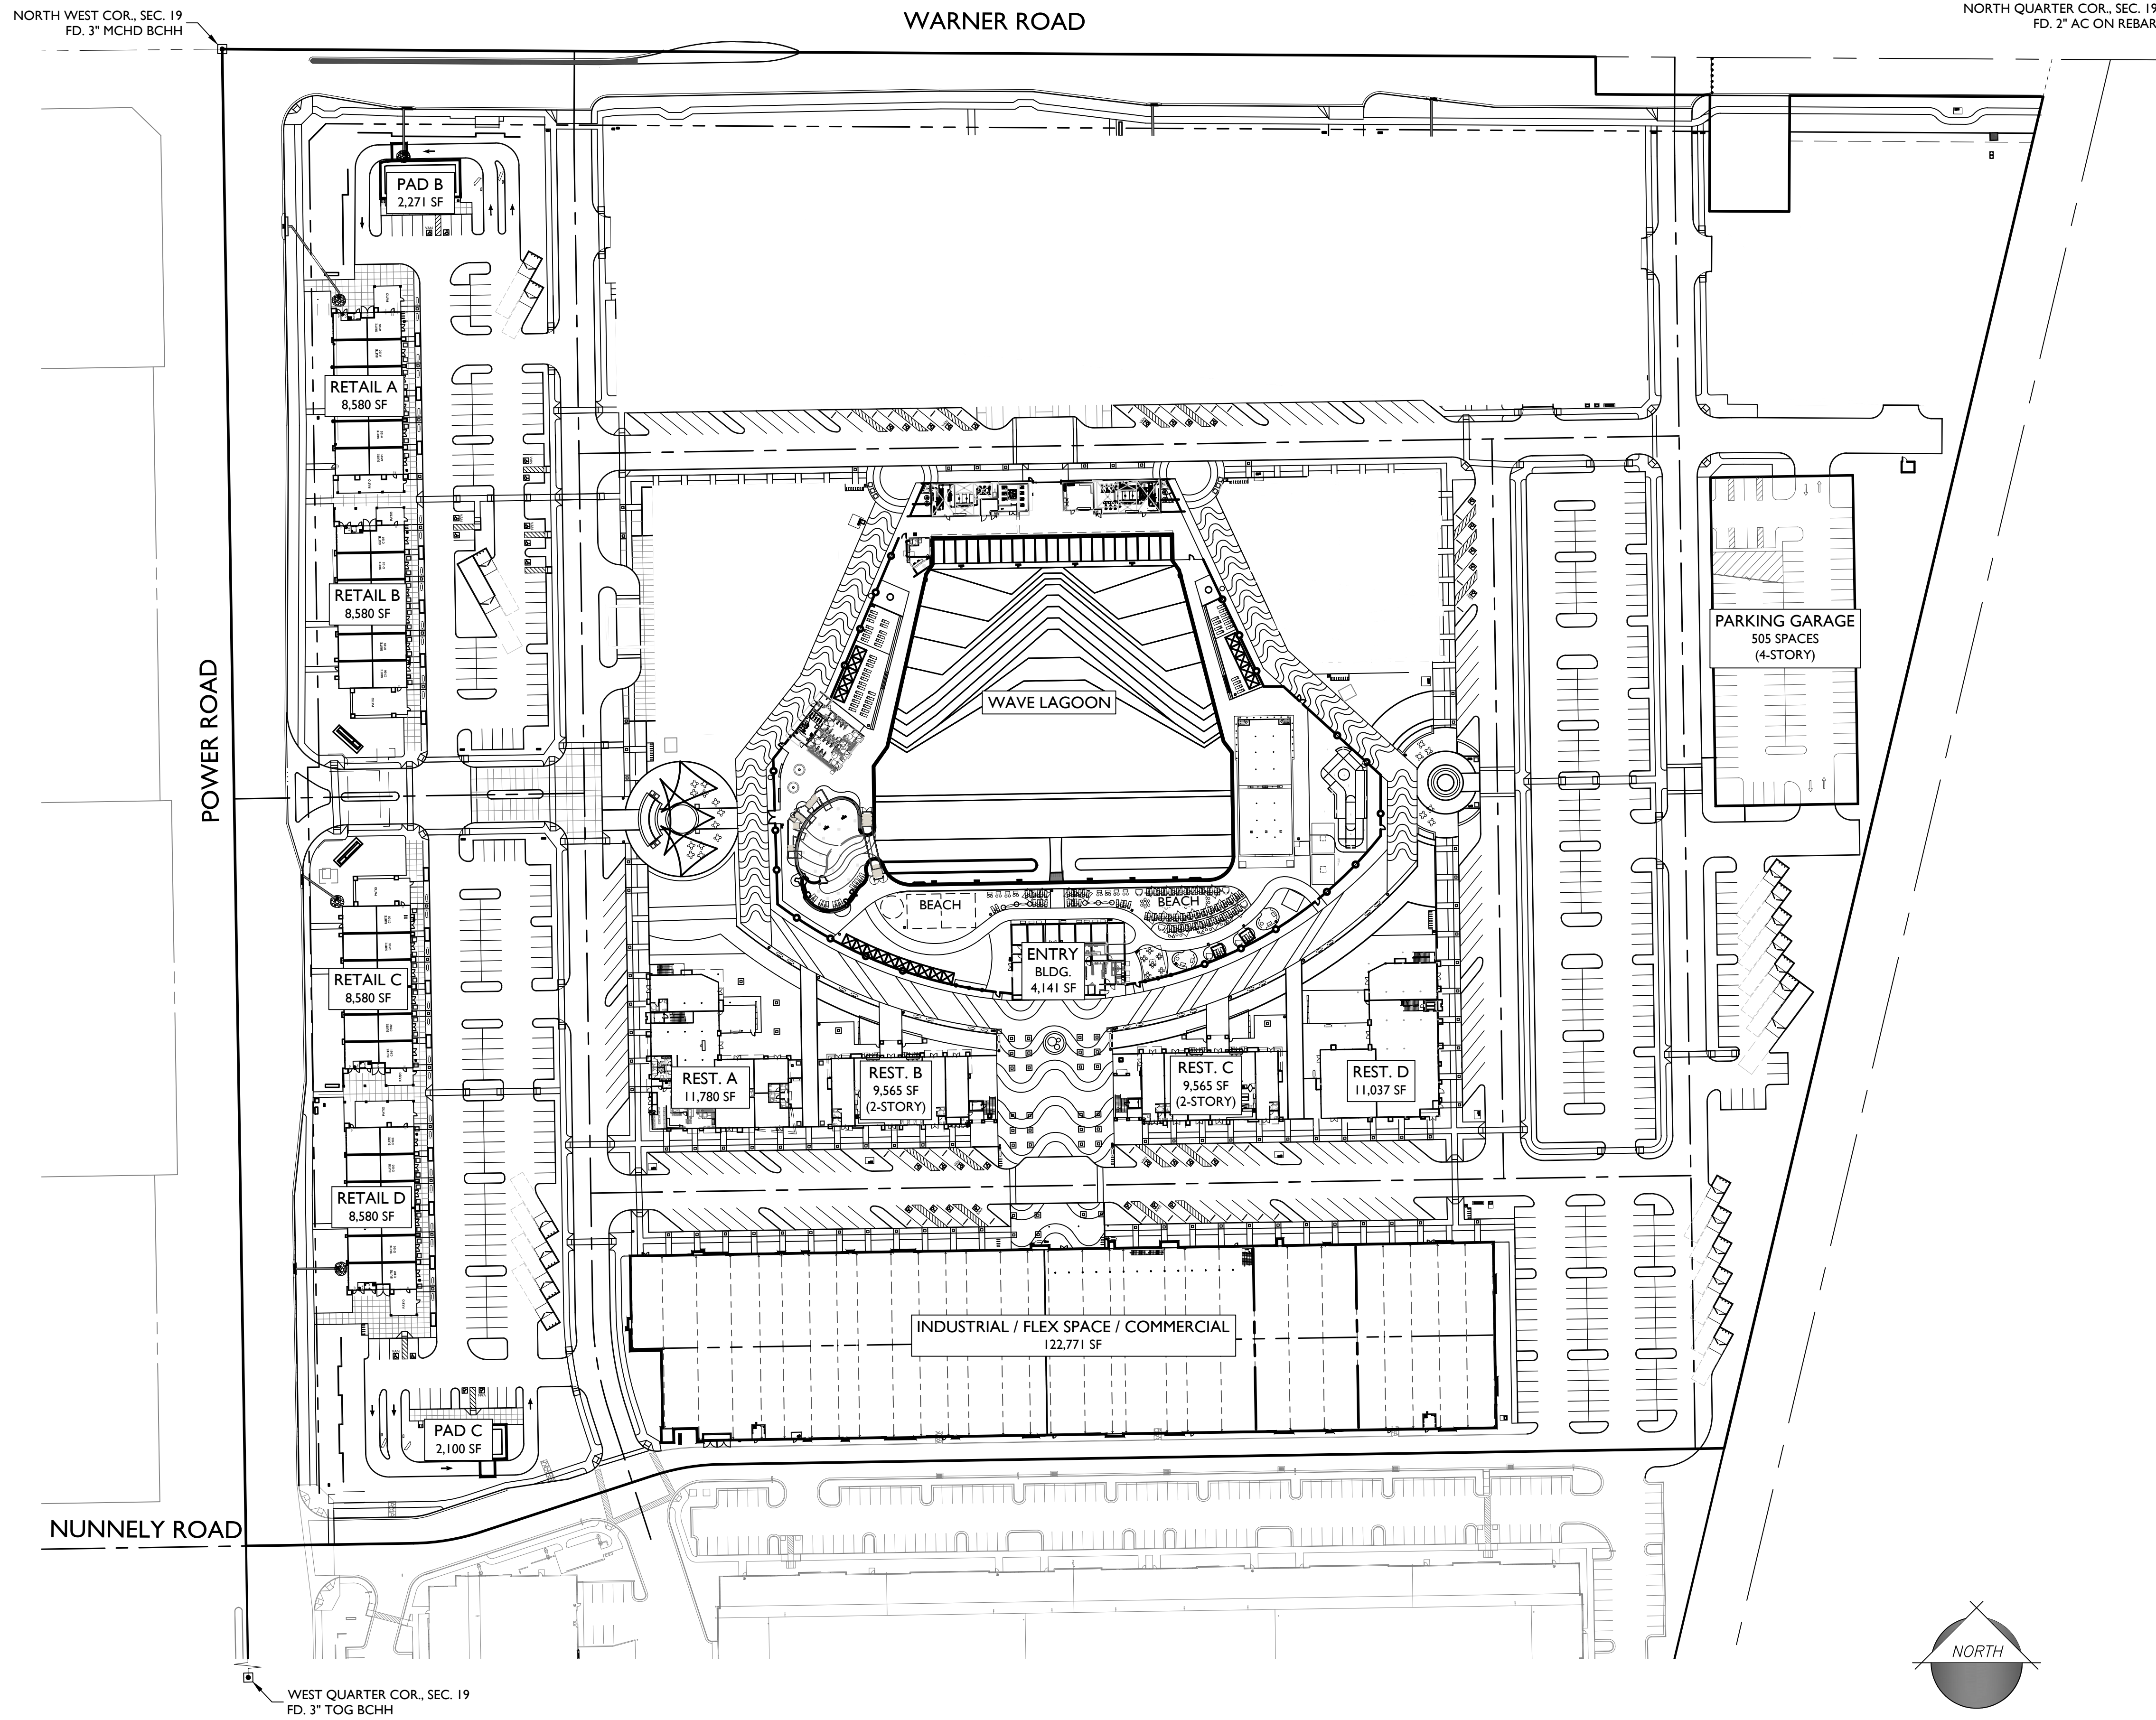 NORTH WEST COR., SEC. 19
FD. 3" MCHD BCHH
WARNER ROAD
NORTH QUARTER COR., SEC. 19
FD. 2" AC ON REBAR
PAD B
2,271 SF
RETAIL A
8,580 SF
RETAIL B
8,580 SF
PARKING GARAGE
505 SPACES
(4-STORY)
POWER ROAD
WAVE LAGOON
BEACH
BEACH
ENTRY
BLDG.
4,141 SF
RETAIL C
8,580 SF
REST. A
11,780 SF
REST. B
9,565 SF
(2-STORY)
REST. C
9,565 SF
(2-STORY)
REST. D
11,037 SF
RETAIL D
8,580 SF
INDUSTRIAL / FLEX SPACE / COMMERCIAL
122,771 SF
PAD C
2,100 SF
NUNNELY ROAD
NORTH
WEST QUARTER COR., SEC. 19
FD. 3" TOG BCHH